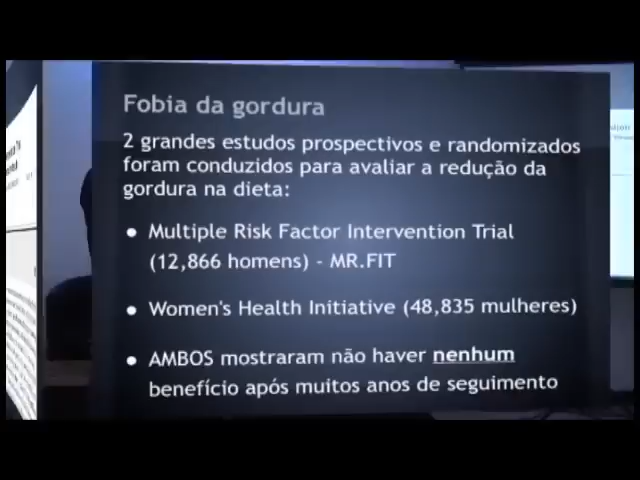 Fobia da gordura
2 grandes estudos prospectivos e randomizados
foram conduzidos para avaliar a redução da
gordura na dieta:
• Multiple Risk Factor Intervention Trial
(12,866 homens) - MR.FIT
• Women's Health Initiative (48,835 mulheres)
• AMBOS mostraram não haver nenhum
benefício após muitos anos de seguimento